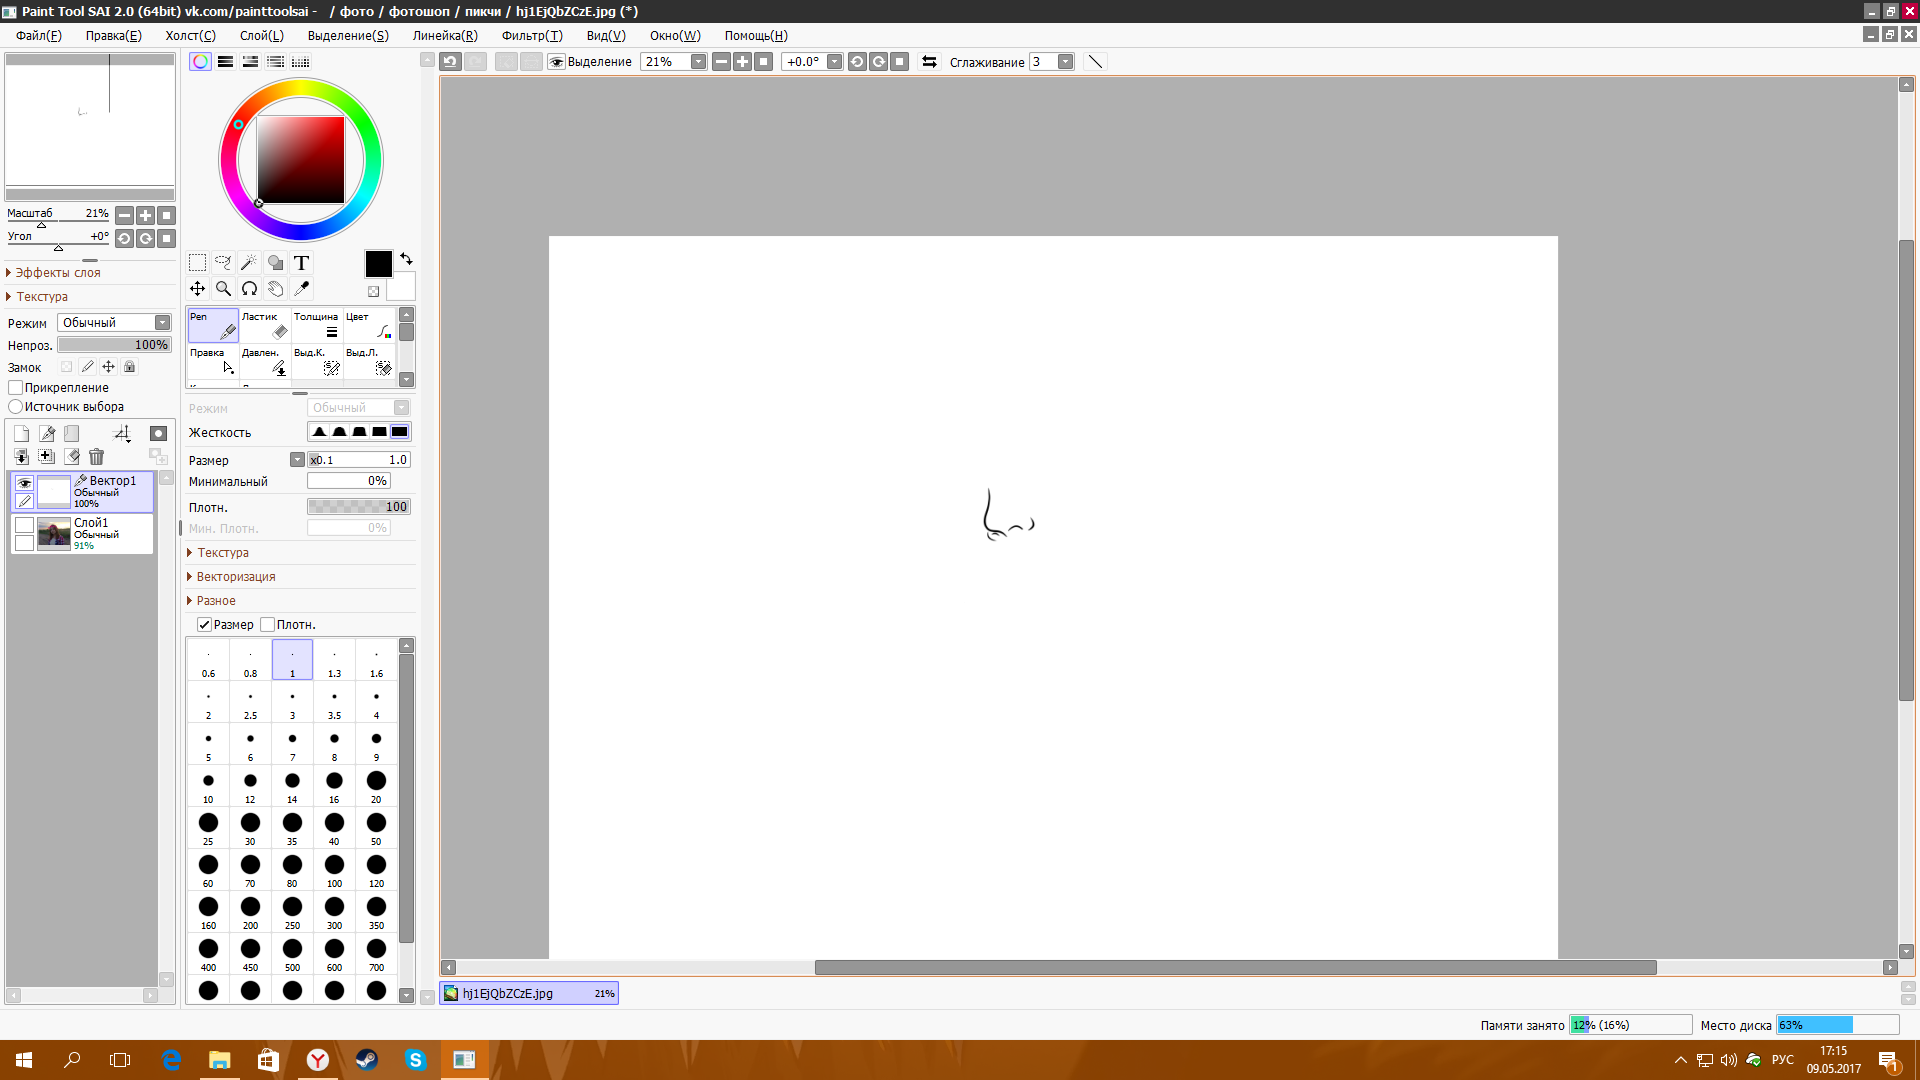 Paint Tool SAI 2.0 (64bit) vk.com/painttoolsai - / фото / фотошоп / пикчи / hj1EjQbZCzE.jpg (*)
Файл(F) Правка(E) Холст(C) Слой(L) Выделение(S) Линейка(R) Фильтр(T) Вид(V) Окно(W) Помощь(H)
Выделение 21% +0.0° Сглаживание 3
Масштаб 21%
Угол +0°
Эффекты слоя
Текстура
Режим Обычный
Непроз. 100%
Замок
Прикрепление
Источник выбора
Вектор1
Обычный
100%
Слой1
Обычный
91%
T
Pen Ластик Толщина Цвет
Правка Давлен. Выд.К. Выд.Л.
Режим Обычный
Жесткость
Размер x0.1 1.0
Минимальный 0%
Плотн. 100
Мин. Плотн. 0%
Текстура
Векторизация
Разное
Размер Плотн.
0.6 0.8 1 1.3 1.6
2 2.5 3 3.5 4
5 6 7 8 9
10 12 14 16 20
25 30 35 40 50
60 70 80 100 120
160 200 250 300 350
400 450 500 600 700
hj1EjQbZCzE.jpg 21%
Памяти занято 12% (16%) Место диска 63%
РУС 17:15
09.05.2017
1